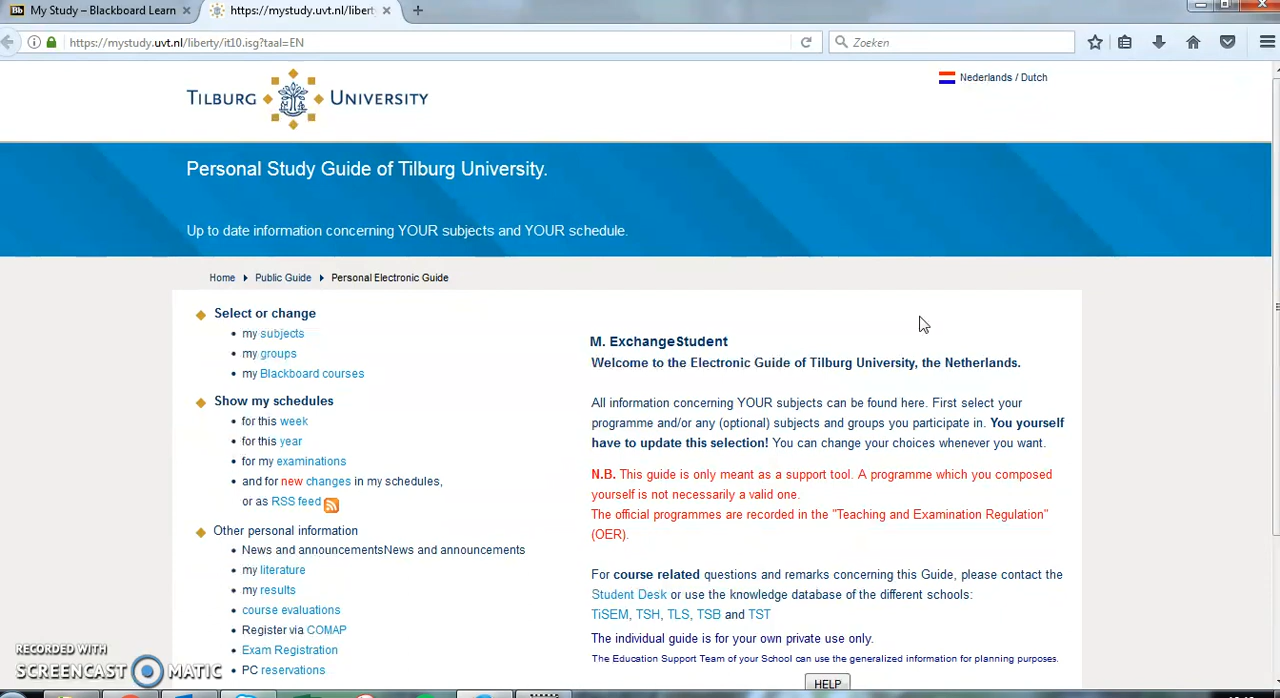 My Study – Blackboard Learn
https://mystudy.uvt.nl/libert
https://mystudy.uvt.nl/liberty/it10.isg?taal=EN
Zoeken
TILBURG UNIVERSITY
Nederlands / Dutch
Personal Study Guide of Tilburg University.
Up to date information concerning YOUR subjects and YOUR schedule.
Home Public Guide Personal Electronic Guide
Select or change
my subjects
my groups
my Blackboard courses
Show my schedules
for this week
for this year
for my examinations
and for new changes in my schedules,
or as RSS feed
Other personal information
News and announcementsNews and announcements
my literature
my results
course evaluations
Register via COMAP
Exam Registration
PC reservations
M. ExchangeStudent
Welcome to the Electronic Guide of Tilburg University, the Netherlands.
All information concerning YOUR subjects can be found here. First select your
programme and/or any (optional) subjects and groups you participate in. You yourself
have to update this selection! You can change your choices whenever you want.
N.B. This guide is only meant as a support tool. A programme which you composed
yourself is not necessarily a valid one.
The official programmes are recorded in the "Teaching and Examination Regulation"
(OER).
For course related questions and remarks concerning this Guide, please contact the
Student Desk or use the knowledge database of the different schools:
TiSEM, TSH, TLS, TSB and TST
The individual guide is for your own private use only.
The Education Support Team of your School can use the generalized information for planning purposes.
HELP
RECORDED WITH
SCREENCAST MATIC